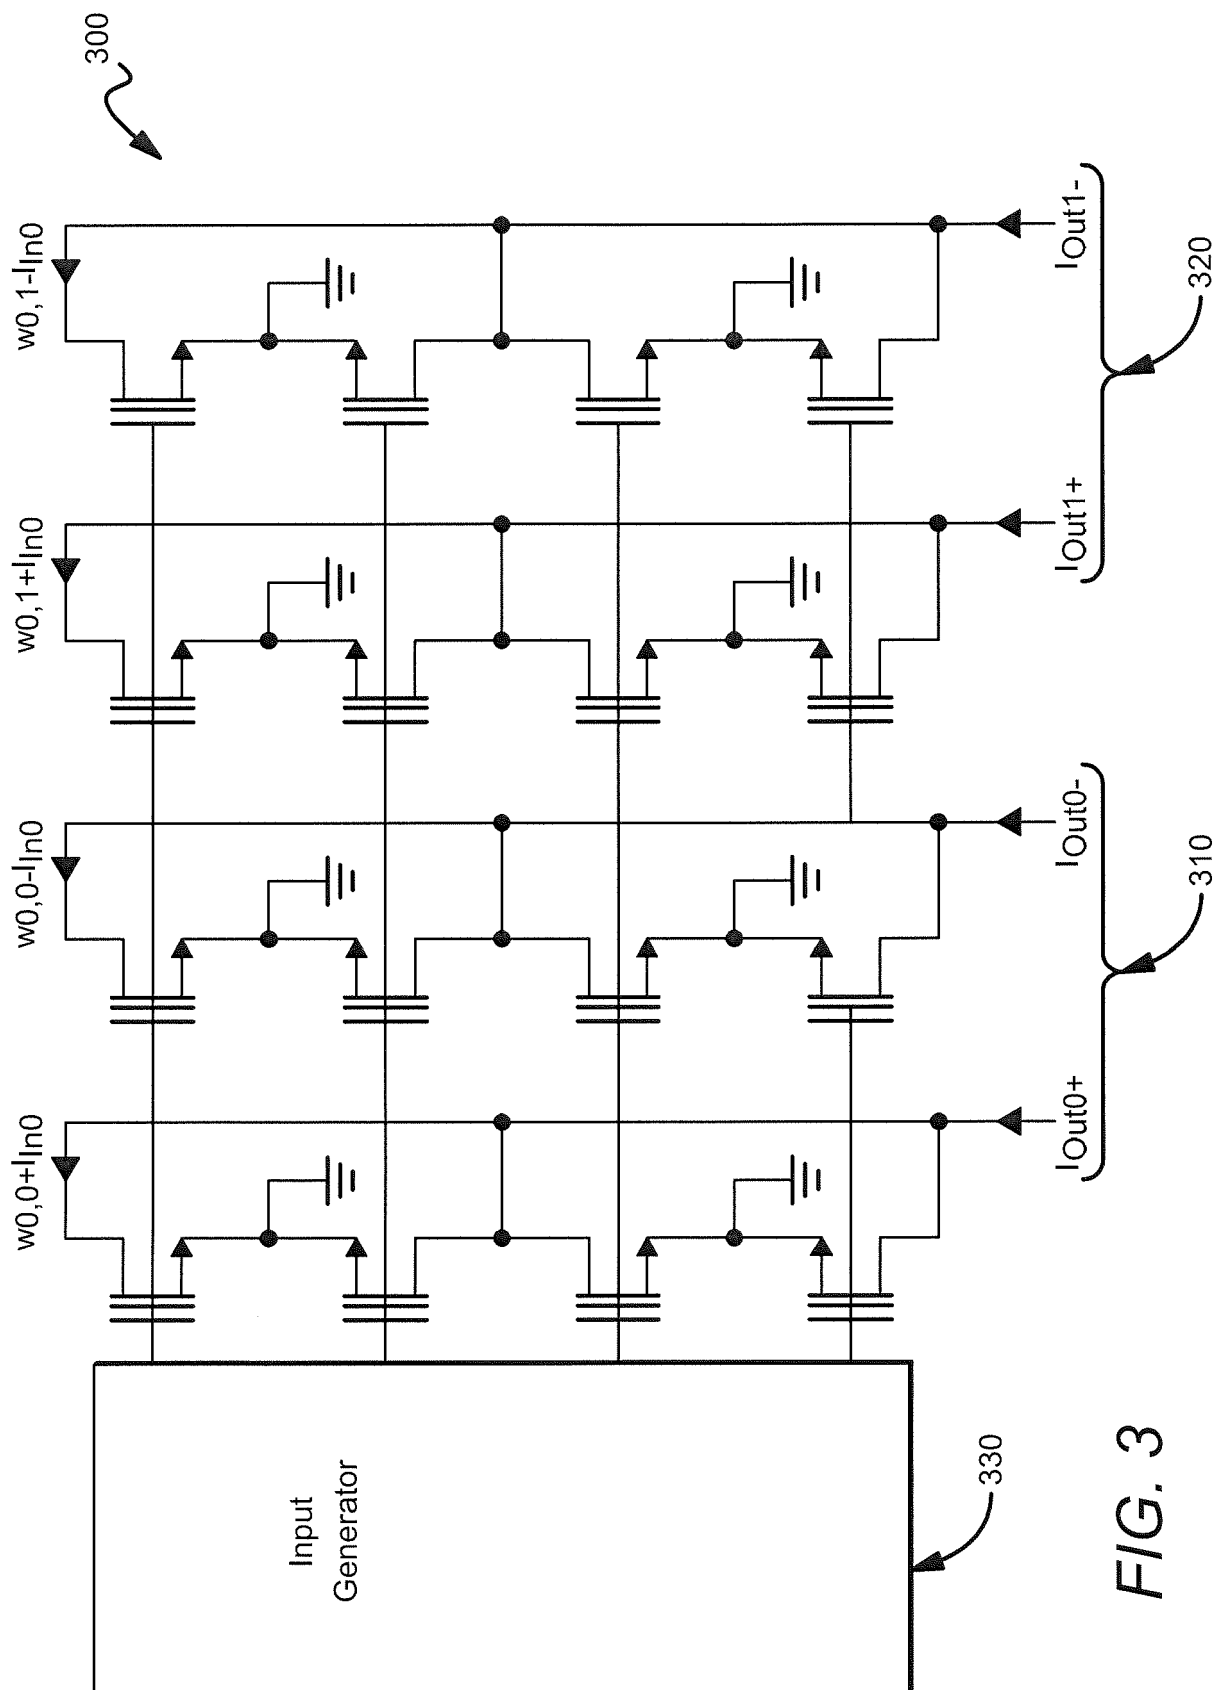 300
w0,0+IIn0
w0,0-IIn0
w0,1+IIn0
w0,1-IIn0
Input
Generator
330
IOut0+
IOut0-
IOut1+
IOut1-
310
320
FIG. 3